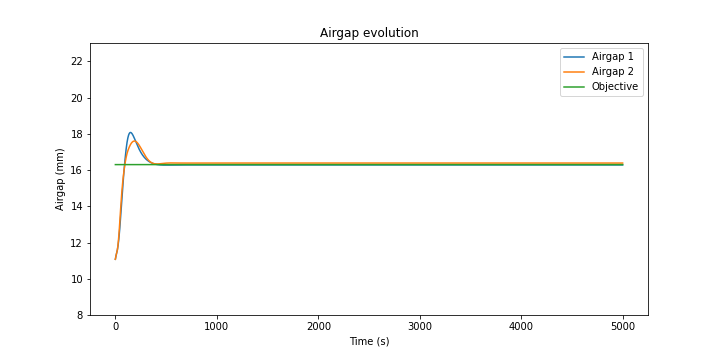 Airgap evolution
Airgap 1
Airgap 2
Objective
Airgap (mm)
22
20
18
16
14
12
10
8
0
1000
2000
3000
4000
5000
Time (s)